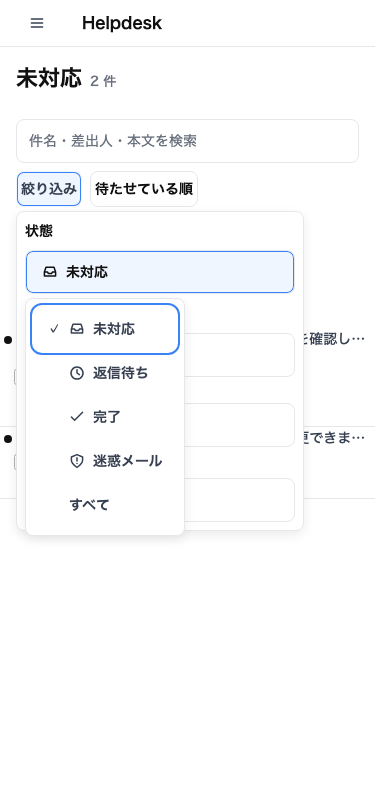 Helpdesk
未対応 2 件
件名・差出人・本文を検索
絞り込み 待たせている順
状態
未対応
未対応
を確認し…
返信待ち
完了
更できま…
迷惑メール
すべて